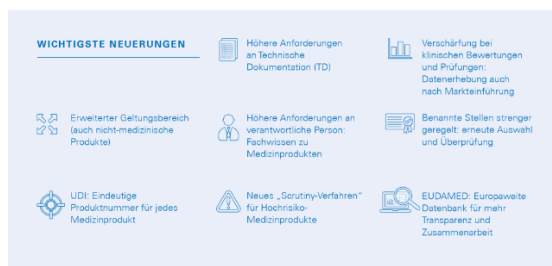 WICHTIGSTE NEUERUNGEN
Höhere Anforderungen
an Technische
Dokumentation (TD)
Verschärfung bei
klinischen Bewertungen
und Prüfungen:
Datenerhebung auch
nach Markteinführung
Erweiterter Geltungsbereich
(auch nicht-medizinische
Produkte)
Höhere Anforderungen an
verantwortliche Person:
Fachwissen zu
Medizinprodukten
Benannte Stellen strenger
geregelt: erneute Auswahl
und Überprüfung
UDI: Eindeutige
Produktnummer für jedes
Medizinprodukt
Neues „Scrutiny-Verfahren"
für Hochrisiko-
Medizinprodukte
EUDAMED: Europaweite
Datenbank für mehr
Transparenz und
Zusammenarbeit